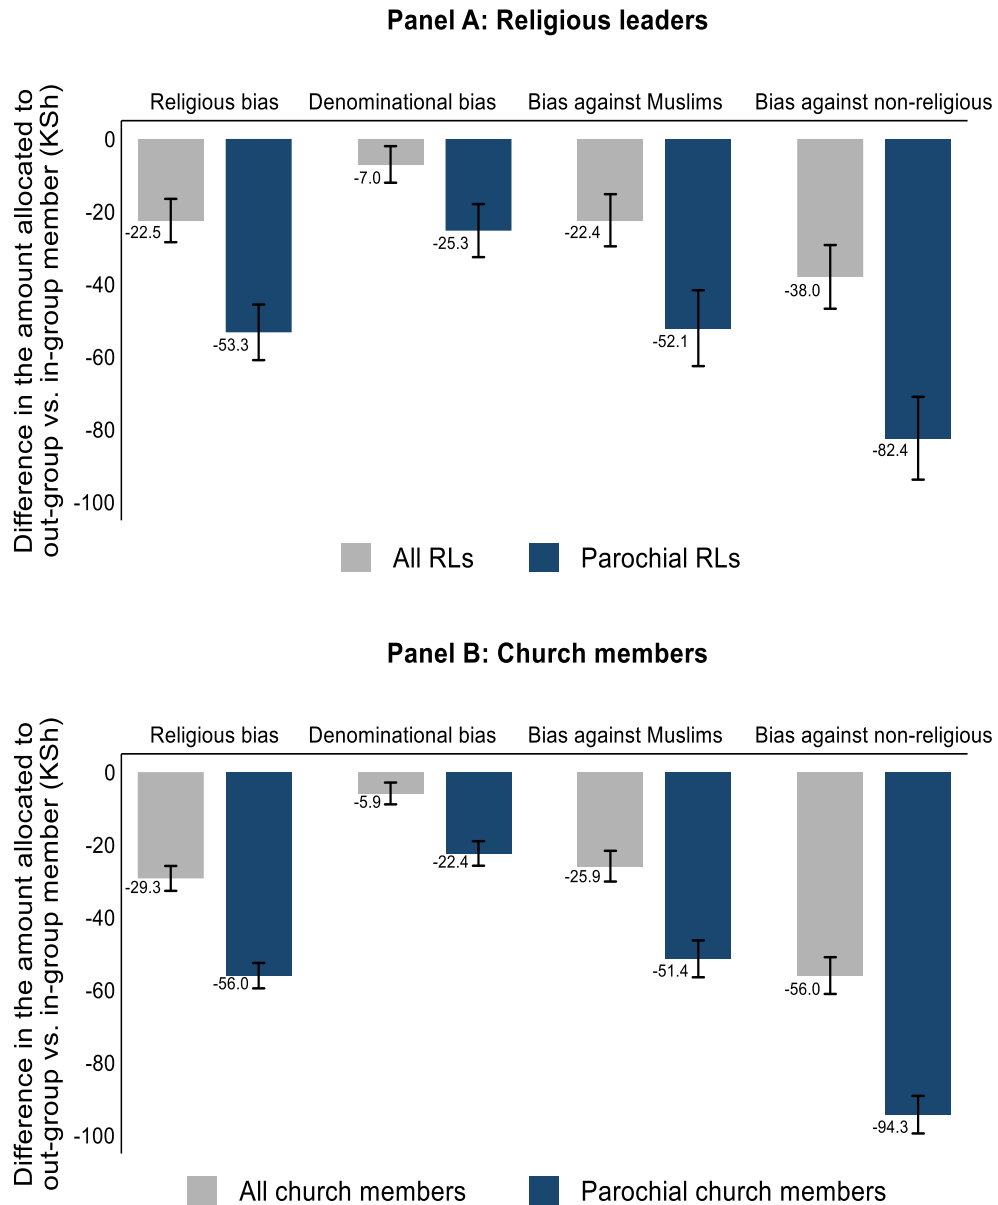 Panel A: Religious leaders
Religious bias
Denominational bias
Bias against Muslims
Bias against non-religious
Difference in the amount allocated to
out-group vs. in-group member (KSh)
0
-20
-40
-60
-80
-100
-22.5
-53.3
-7.0
-25.3
-22.4
-52.1
-38.0
-82.4
All RLs
Parochial RLs
Panel B: Church members
Religious bias
Denominational bias
Bias against Muslims
Bias against non-religious
Difference in the amount allocated to
out-group vs. in-group member (KSh)
0
-20
-40
-60
-80
-100
-29.3
-56.0
-5.9
-22.4
-25.9
-51.4
-56.0
-94.3
All church members
Parochial church members